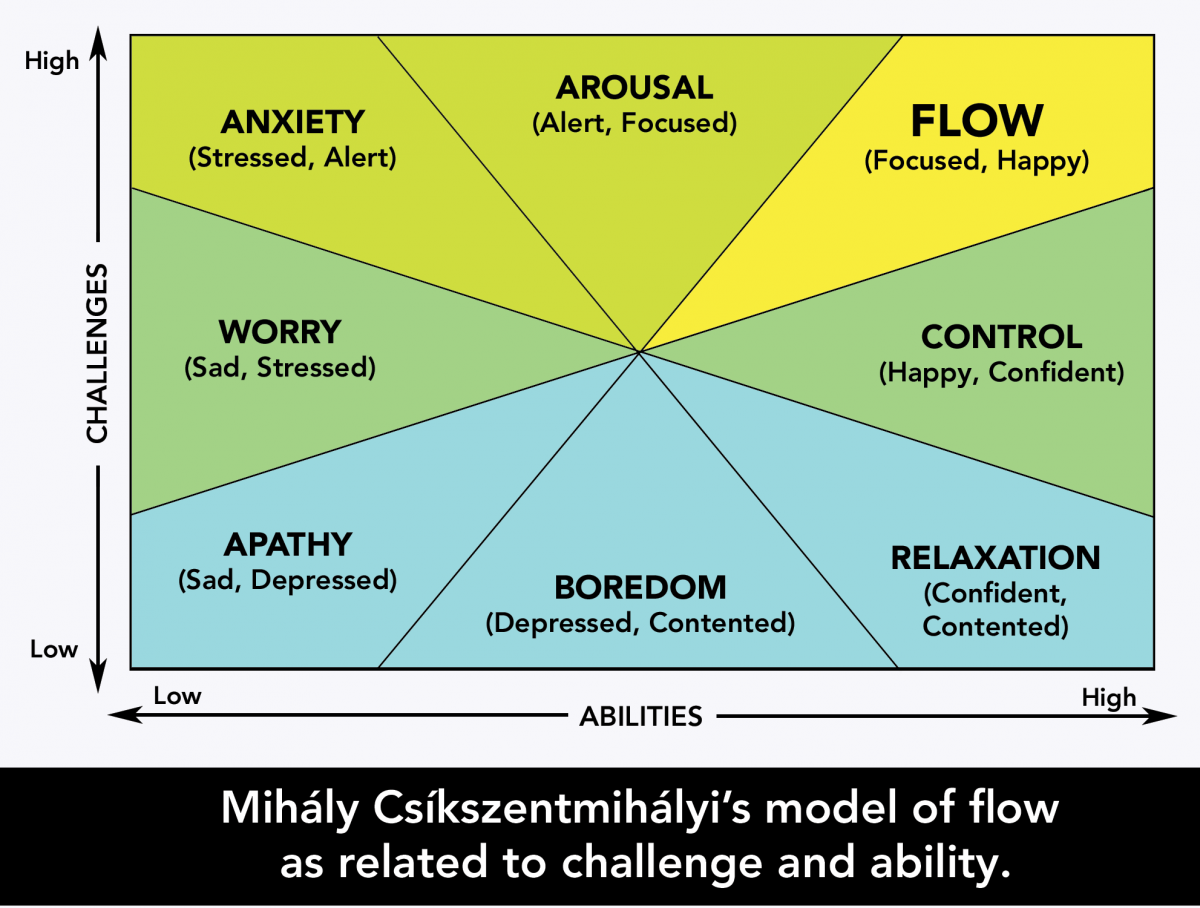 High
ANXIETY
(Stressed, Alert)
AROUSAL
(Alert, Focused)
FLOW
(Focused, Happy)
CHALLENGES
WORRY
(Sad, Stressed)
CONTROL
(Happy, Confident)
APATHY
(Sad, Depressed)
BOREDOM
(Depressed, Contented)
RELAXATION
(Confident,
Contented)
Low
Low
ABILITIES
High
Mihály Csíkszentmihályi’s model of flow
as related to challenge and ability.